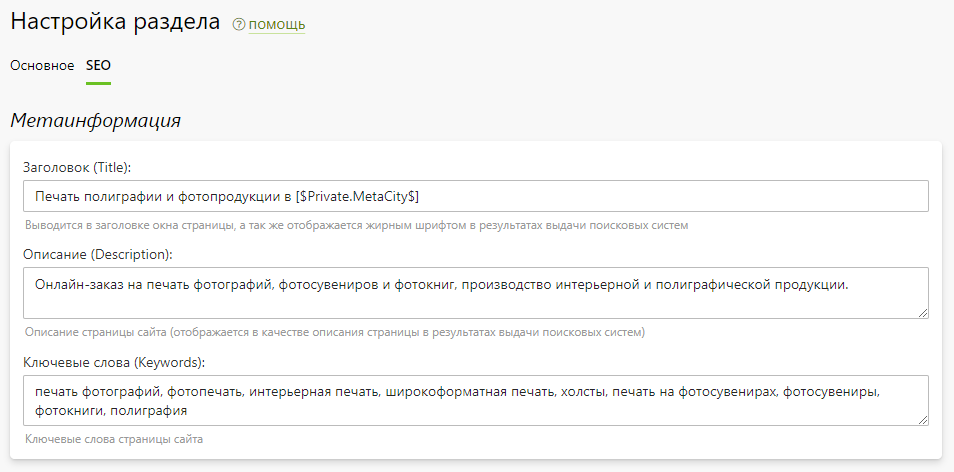 Настройка раздела ? помощь
Основное SEO
Метаинформация
Заголовок (Title):
Печать полиграфии и фотопродукции в [$Private.MetaCity$]
Выводится в заголовке окна страницы, а так же отображается жирным шрифтом в результатах выдачи поисковых систем
Описание (Description):
Онлайн-заказ на печать фотографий, фотосувениров и фотокниг, производство интерьерной и полиграфической продукции.
Описание страницы сайта (отображается в качестве описания страницы в результатах выдачи поисковых систем)
Ключевые слова (Keywords):
печать фотографий, фотопечать, интерьерная печать, широкоформатная печать, холсты, печать на фотосувенирах, фотосувениры,
фотокниги, полиграфия
Ключевые слова страницы сайта